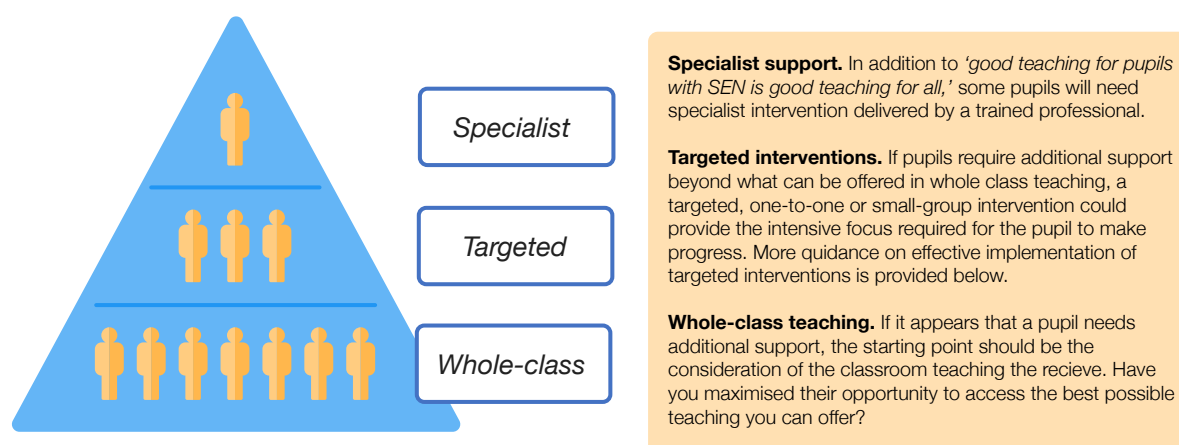 Specialist
Targeted
Whole-class
Specialist support. In addition to ‘good teaching for pupils
with SEN is good teaching for all,’ some pupils will need
specialist intervention delivered by a trained professional.
Targeted interventions. If pupils require additional support
beyond what can be offered in whole class teaching, a
targeted, one-to-one or small-group intervention could
provide the intensive focus required for the pupil to make
progress. More quidance on effective implementation of
targeted interventions is provided below.
Whole-class teaching. If it appears that a pupil needs
additional support, the starting point should be the
consideration of the classroom teaching the recieve. Have
you maximised their opportunity to access the best possible
teaching you can offer?